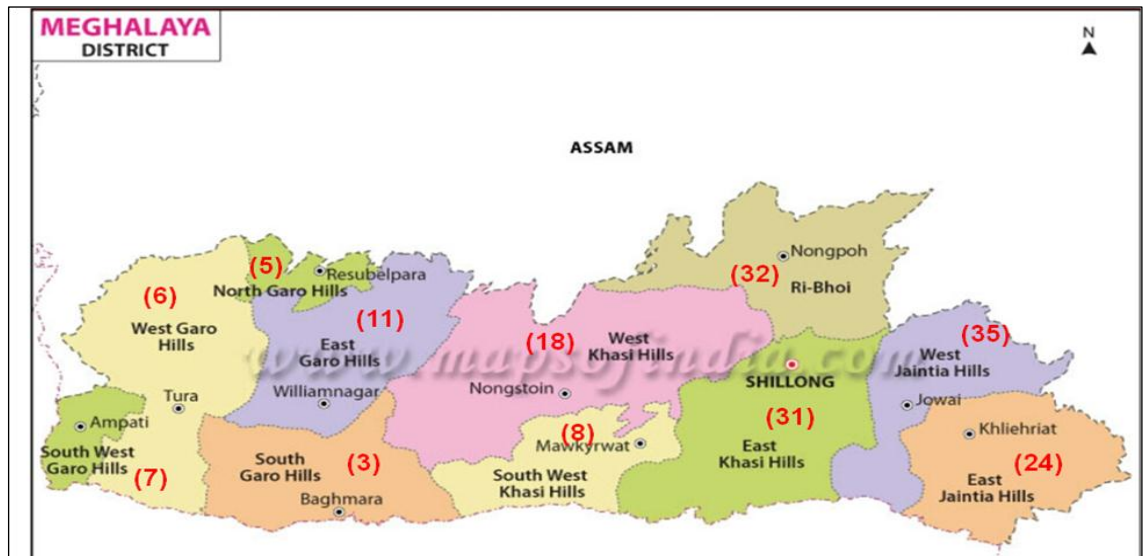 MEGHALAYA
DISTRICT
N
ASSAM
Nongpoh
(32)
Ri-Bhoi
(5)
Resubelpara
North Garo Hills
(6)
West Garo
Hills
(11)
East
Garo Hills
(18)
West
Khasi Hills
(35)
West
Jaintia Hills
www.mapsofindia.com
SHILLONG
Nongstoin
Williamnagar
Tura
Jowai
Ampati
(31)
East
Khasi Hills
(8)
Mawkyrwat
South West
Khasi Hills
Khliehriat
(24)
East
Jaintia Hills
South West
Garo Hills
(7)
South
Garo Hills
(3)
Baghmara